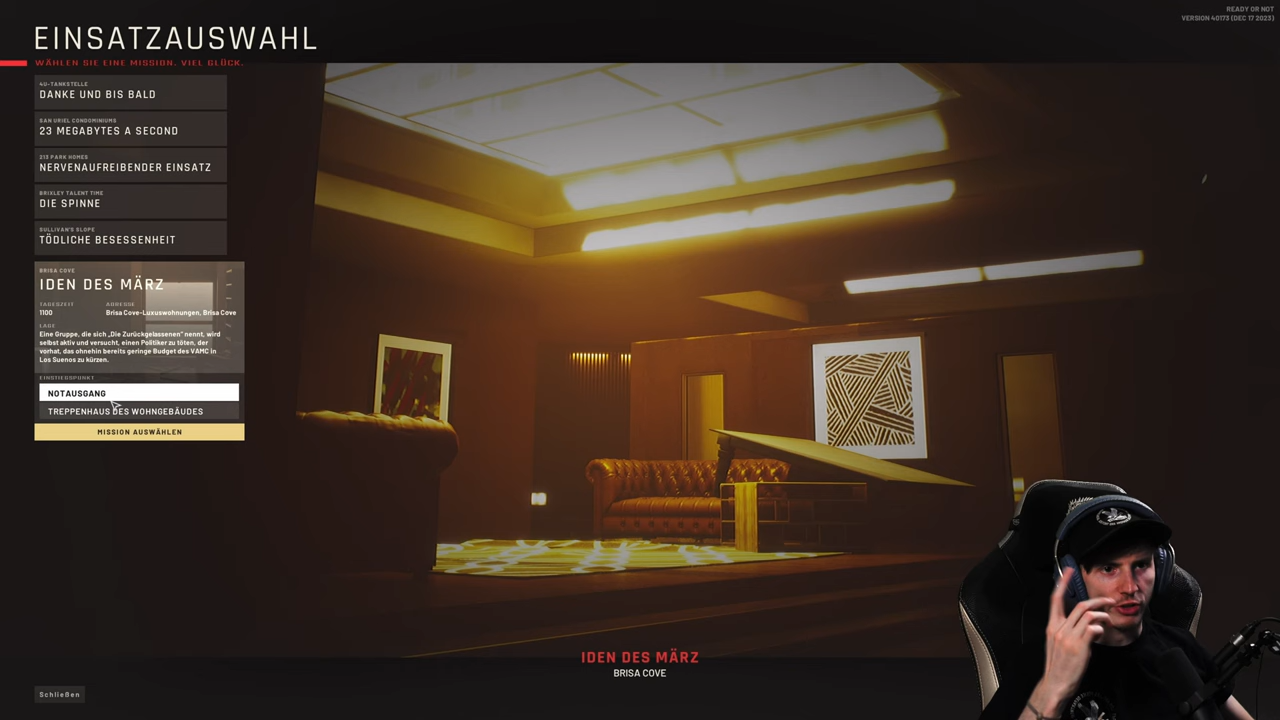 READY OR NOT
VERSION 40173 (DEC 17 2023)
EINSATZAUSWAHL
WÄHLEN SIE EINE MISSION. VIEL GLÜCK.
4U-TANKSTELLE
DANKE UND BIS BALD
SAN URIEL CONDOMINIUMS
23 MEGABYTES A SECOND
213 PARK HOMES
NERVENAUFREIBENDER EINSATZ
BRIXLEY TALENT TIME
DIE SPINNE
SULLIVAN'S SLOPE
TÖDLICHE BESESSENHEIT
BRISA COVE
IDEN DES MÄRZ
TAGESZEIT ADRESSE
1100 Brisa Cove-Luxuswohnungen, Brisa Cove
LAGE
Eine Gruppe, die sich „Die Zurückgelassenen" nennt, wird
selbst aktiv und versucht, einen Politiker zu töten, der
vorhat, das ohnehin bereits geringe Budget des VAMC in
Los Suenos zu kürzen.
EINSTIEGSPUNKT
NOTAUSGANG
TREPPENHAUS DES WOHNGEBÄUDES
MISSION AUSWÄHLEN
IDEN DES MÄRZ
BRISA COVE
Schließen